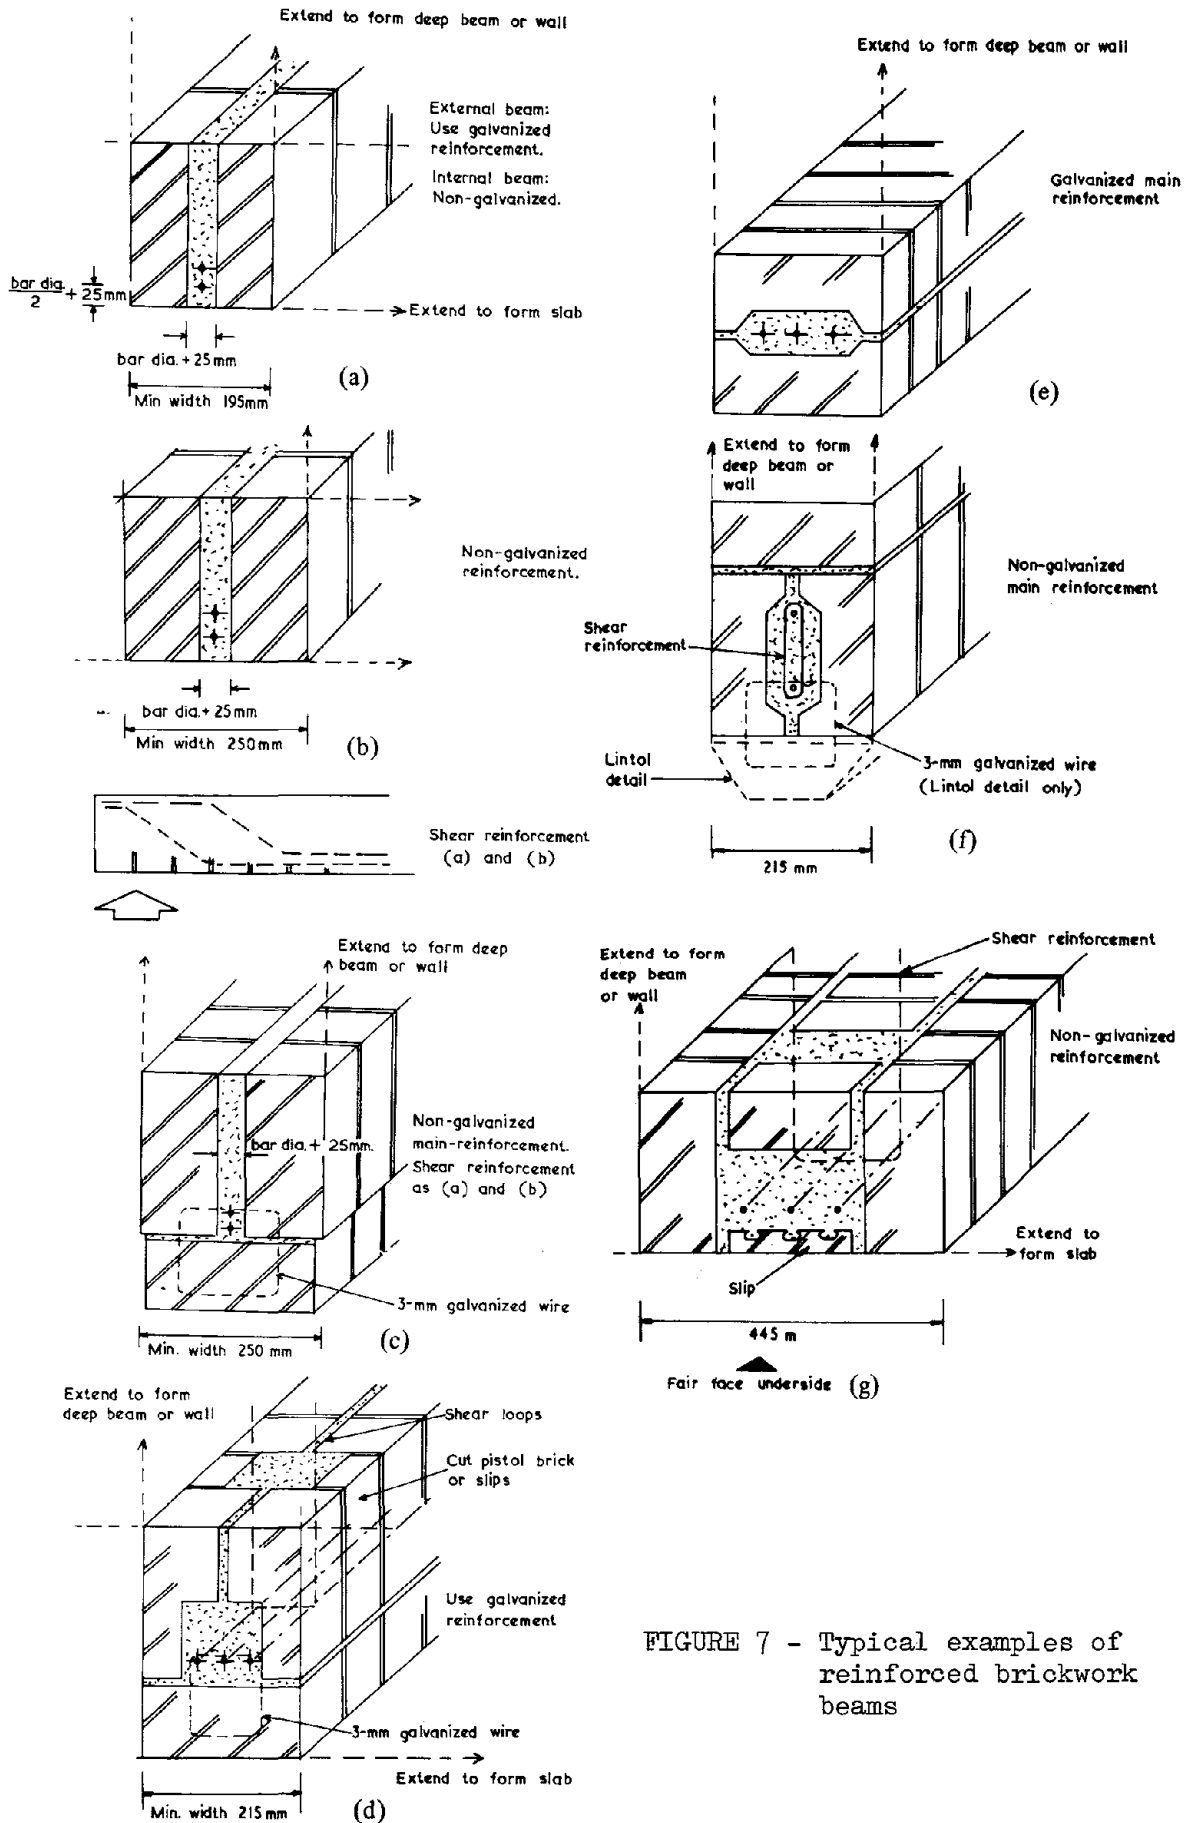 Extend to form deep beam or wall
External beam:
Use galvanized
reinforcement.
Internal beam:
Non-galvanized.
bar dia.
2
+ 25mm
Extend to form slab
bar dia. + 25mm
(a)
Min width 195mm
Non-galvanized
reinforcement.
bar dia. + 25mm
Min width 250mm
(b)
Shear reinforcement
(a) and (b)
Extend to form deep
beam or wall
bar dia. + 25mm.
Non-galvanized
main-reinforcement.
Shear reinforcement
as (a) and (b)
3-mm galvanized wire
(c)
Min. width 250 mm
Extend to form
deep beam or wall
Shear loops
Cut pistol brick
or slips
Use galvanized
reinforcement
3-mm galvanized wire
Extend to form slab
Min. width 215mm
(d)
Extend to form deep beam or wall
Galvanized main
reinforcement
(e)
Extend to form
deep beam or
wall
Non-galvanized
main reinforcement
Shear
reinforcement
Lintol
detail
3-mm galvanized wire
(Lintol detail only)
(f)
215 mm
Shear reinforcement
Extend to form
deep beam
or wall
Non-galvanized
reinforcement
Extend to
form slab
Slip
445 m
Fair face underside
(g)
FIGURE 7 - Typical examples of
reinforced brickwork
beams